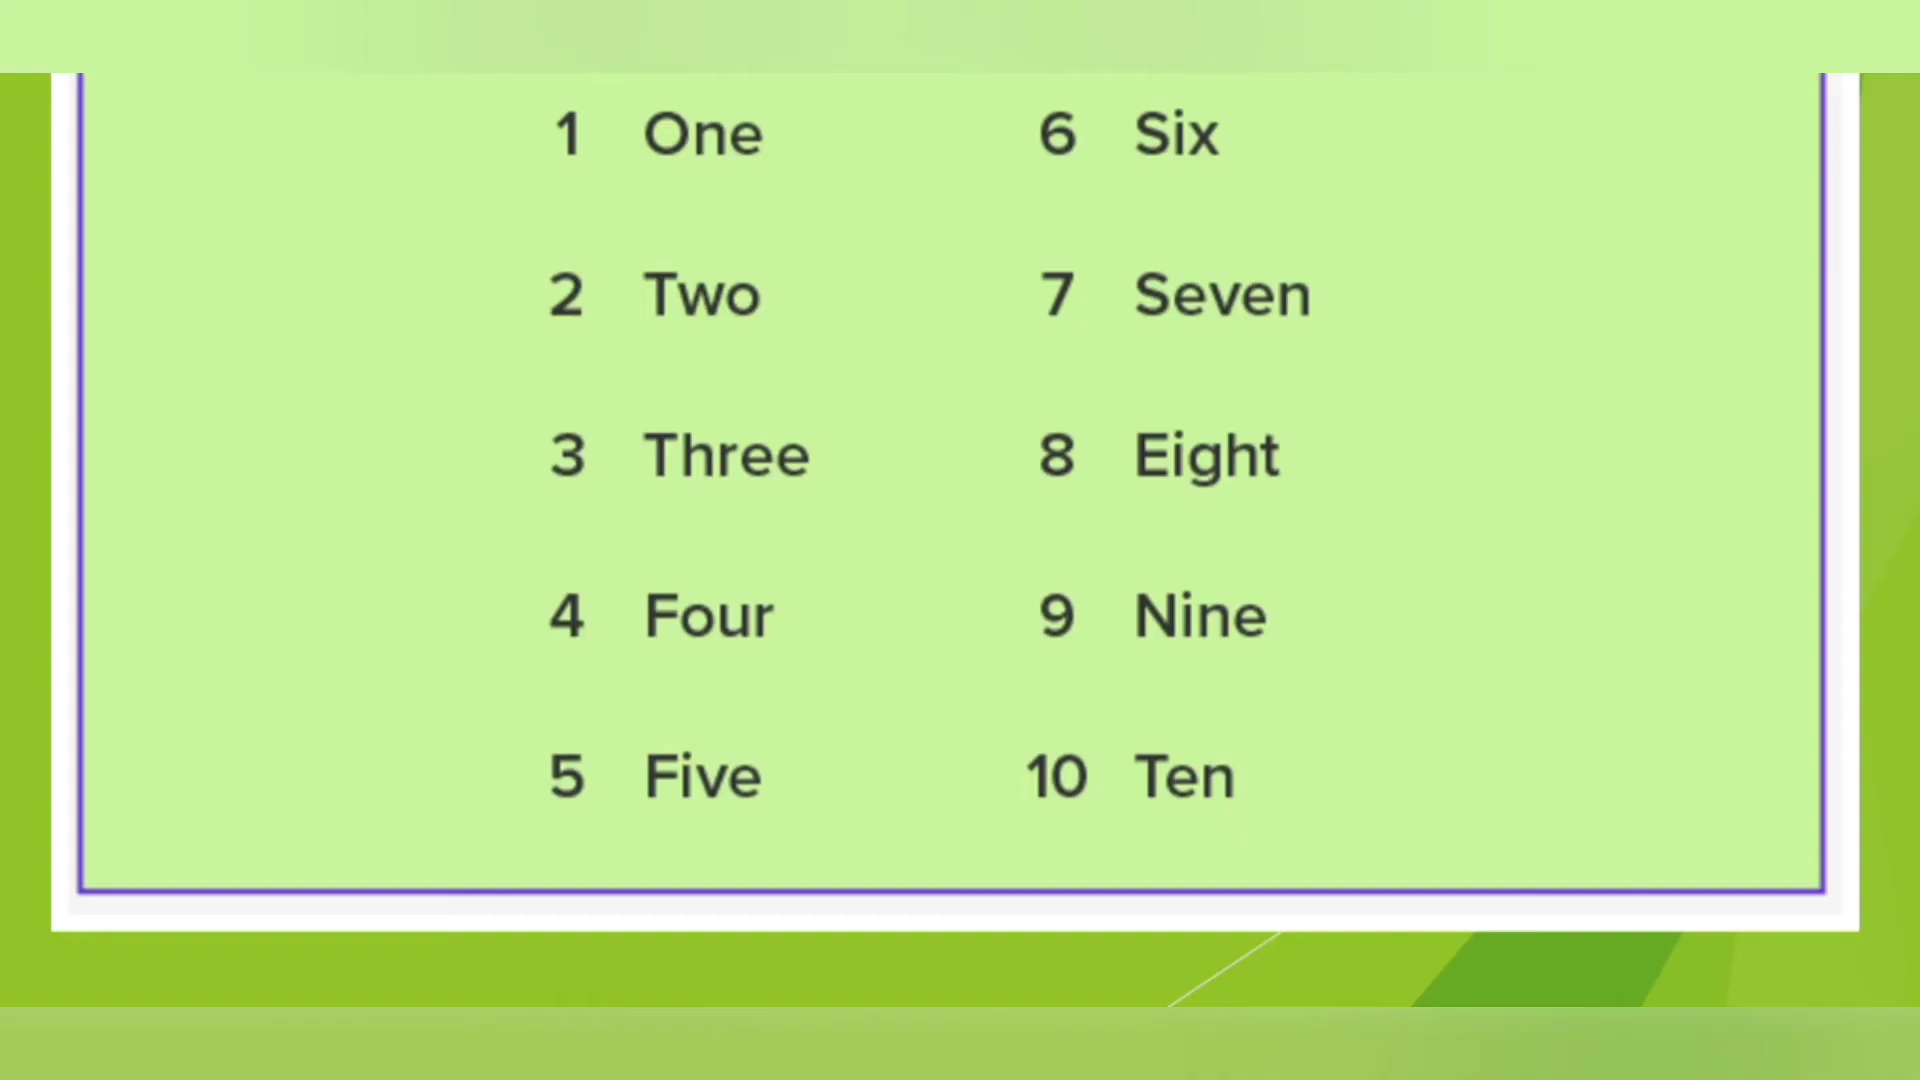 1 One 6 Six
2 Two 7 Seven
3 Three 8 Eight
4 Four 9 Nine
5 Five 10 Ten